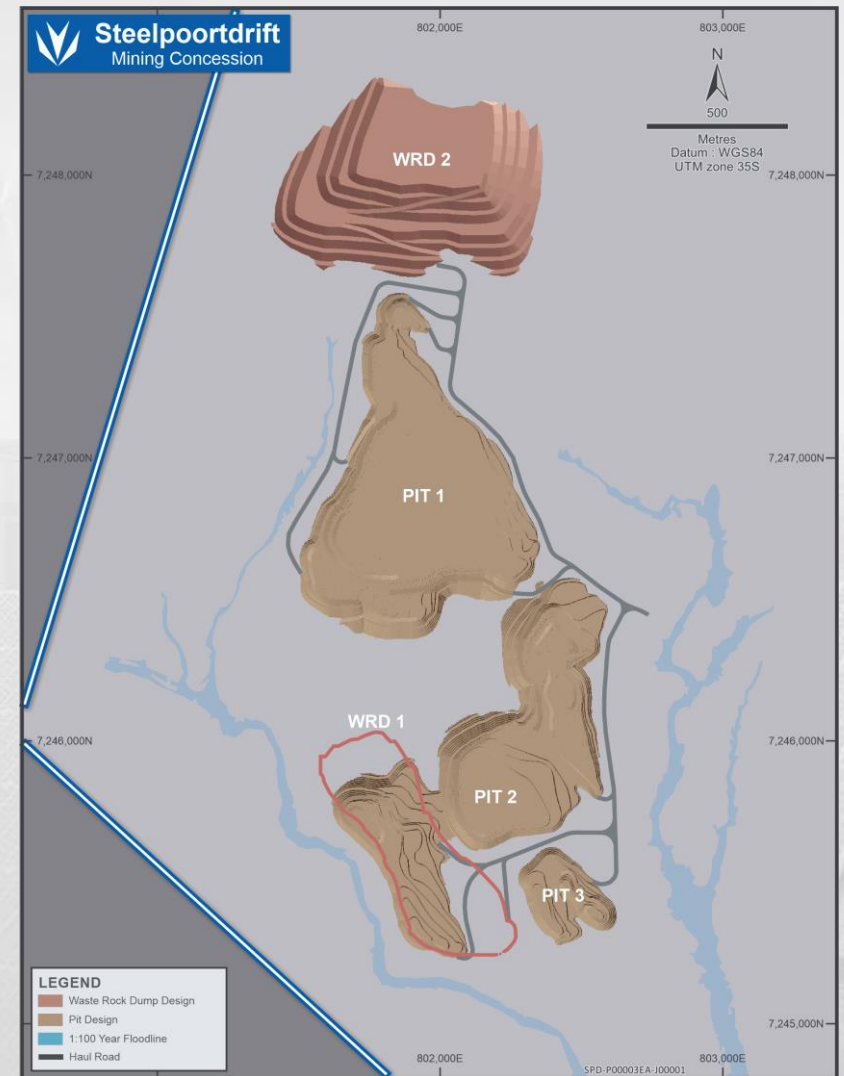 Steelpoortdrift
Mining Concession
802,000E
803,000E
N
500
Metres
Datum : WGS84
UTM zone 35S
7,248,000N
7,248,000N
WRD 2
7,247,000N
7,247,000N
PIT 1
WRD 1
7,246,000N
7,246,000N
PIT 2
PIT 3
LEGEND
Waste Rock Dump Design
Pit Design
1:100 Year Floodline
Haul Road
7,245,000N
802,000E
803,000E
SPD-P00003EA-J00001